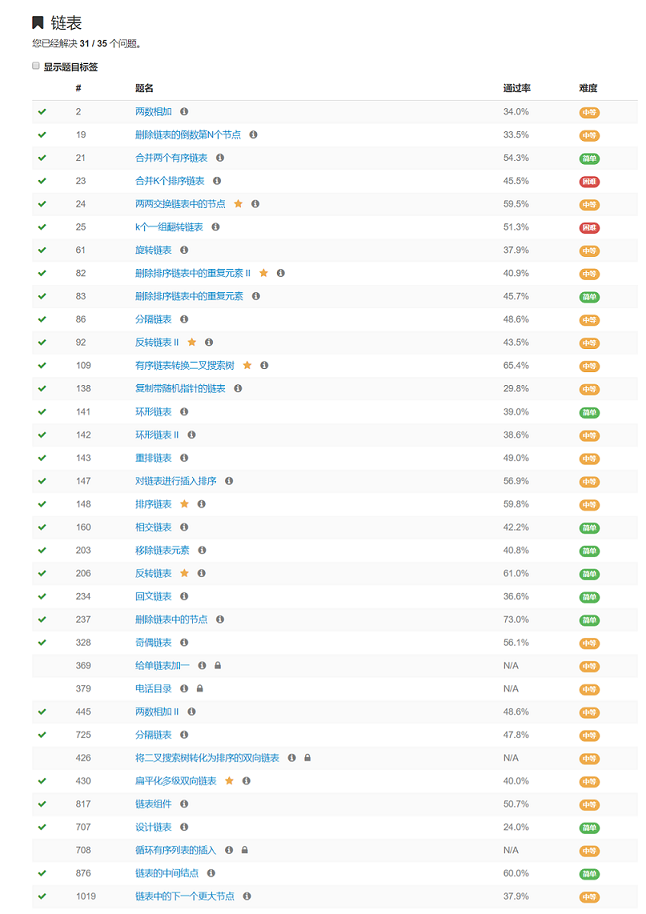 链表
您已经解决 31 / 35 个问题。
显示题目标签
# 题名 通过率 难度
2 两数相加 34.0% 中等
19 删除链表的倒数第N个节点 33.5% 中等
21 合并两个有序链表 54.3% 简单
23 合并K个排序链表 45.5% 困难
24 两两交换链表中的节点 59.5% 中等
25 k个一组翻转链表 51.3% 困难
61 旋转链表 37.9% 中等
82 删除排序链表中的重复元素 II 40.9% 中等
83 删除排序链表中的重复元素 45.7% 简单
86 分隔链表 48.6% 中等
92 反转链表 II 43.5% 中等
109 有序链表转换二叉搜索树 65.4% 中等
138 复制带随机指针的链表 29.8% 中等
141 环形链表 39.0% 简单
142 环形链表 II 38.6% 中等
143 重排链表 49.0% 中等
147 对链表进行插入排序 56.9% 中等
148 排序链表 59.8% 中等
160 相交链表 42.2% 简单
203 移除链表元素 40.8% 简单
206 反转链表 61.0% 简单
234 回文链表 36.6% 简单
237 删除链表中的节点 73.0% 简单
328 奇偶链表 56.1% 中等
369 给单链表加一 N/A 中等
379 电话目录 N/A 中等
445 两数相加 II 48.6% 中等
725 分隔链表 47.8% 中等
426 将二叉搜索树转化为排序的双向链表 N/A 中等
430 扁平化多级双向链表 40.0% 中等
817 链表组件 50.7% 中等
707 设计链表 24.0% 简单
708 循环有序列表的插入 N/A 中等
876 链表的中间结点 60.0% 简单
1019 链表中的下一个更大节点 37.9% 中等